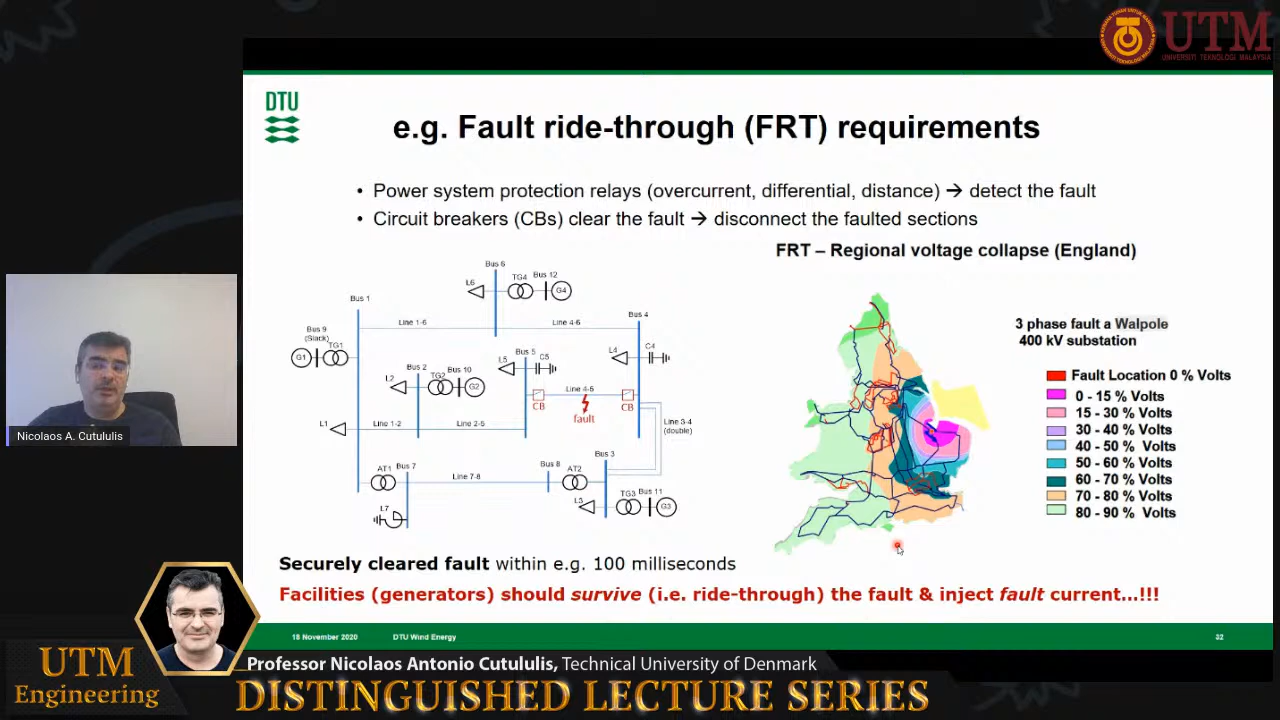 UTM
UNIVERSITI TEKNOLOGI MALAYSIA
DTU
e.g. Fault ride-through (FRT) requirements
• Power system protection relays (overcurrent, differential, distance) → detect the fault
• Circuit breakers (CBs) clear the fault → disconnect the faulted sections
FRT – Regional voltage collapse (England)
Bus 6
L6
TG4
Bus 12
G4
Bus 1
Line 1-6
Line 4-6
Bus 4
Bus 9
(Slack)
TG1
G1
Bus 5
L5
C5
L4
C4
Bus 2
L2
TG2
Bus 10
G2
Line 4-5
CB
fault
CB
L1
Line 1-2
Line 2-5
Line 3-4
(double)
AT1
Bus 7
Line 7-8
Bus 8
AT2
Bus 3
L7
L3
TG3
Bus 11
G3
3 phase fault a Walpole
400 kV substation
Fault Location 0 % Volts
0 - 15 % Volts
15 - 30 % Volts
30 - 40 % Volts
40 - 50 % Volts
50 - 60 % Volts
60 - 70 % Volts
70 - 80 % Volts
80 - 90 % Volts
Nicolaos A. Cutululis
Securely cleared fault within e.g. 100 milliseconds
Facilities (generators) should survive (i.e. ride-through) the fault & inject fault current...!!!
18 November 2020
DTU Wind Energy
32
UTM
Engineering
Professor Nicolaos Antonio Cutululis, Technical University of Denmark
DISTINGUISHED LECTURE SERIES